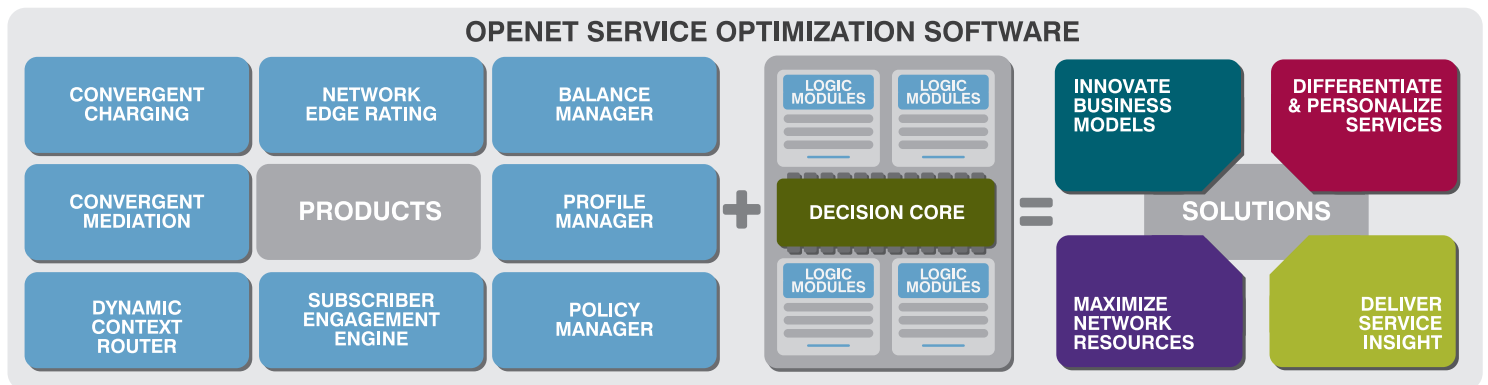 OPENET SERVICE OPTIMIZATION SOFTWARE
CONVERGENT
CHARGING
NETWORK
EDGE RATING
BALANCE
MANAGER
CONVERGENT
MEDIATION
PRODUCTS
PROFILE
MANAGER
DYNAMIC
CONTEXT
ROUTER
SUBSCRIBER
ENGAGEMENT
ENGINE
POLICY
MANAGER
+
LOGIC
MODULES
LOGIC
MODULES
DECISION CORE
LOGIC
MODULES
LOGIC
MODULES
=
INNOVATE
BUSINESS
MODELS
DIFFERENTIATE
& PERSONALIZE
SERVICES
SOLUTIONS
MAXIMIZE
NETWORK
RESOURCES
DELIVER
SERVICE
INSIGHT